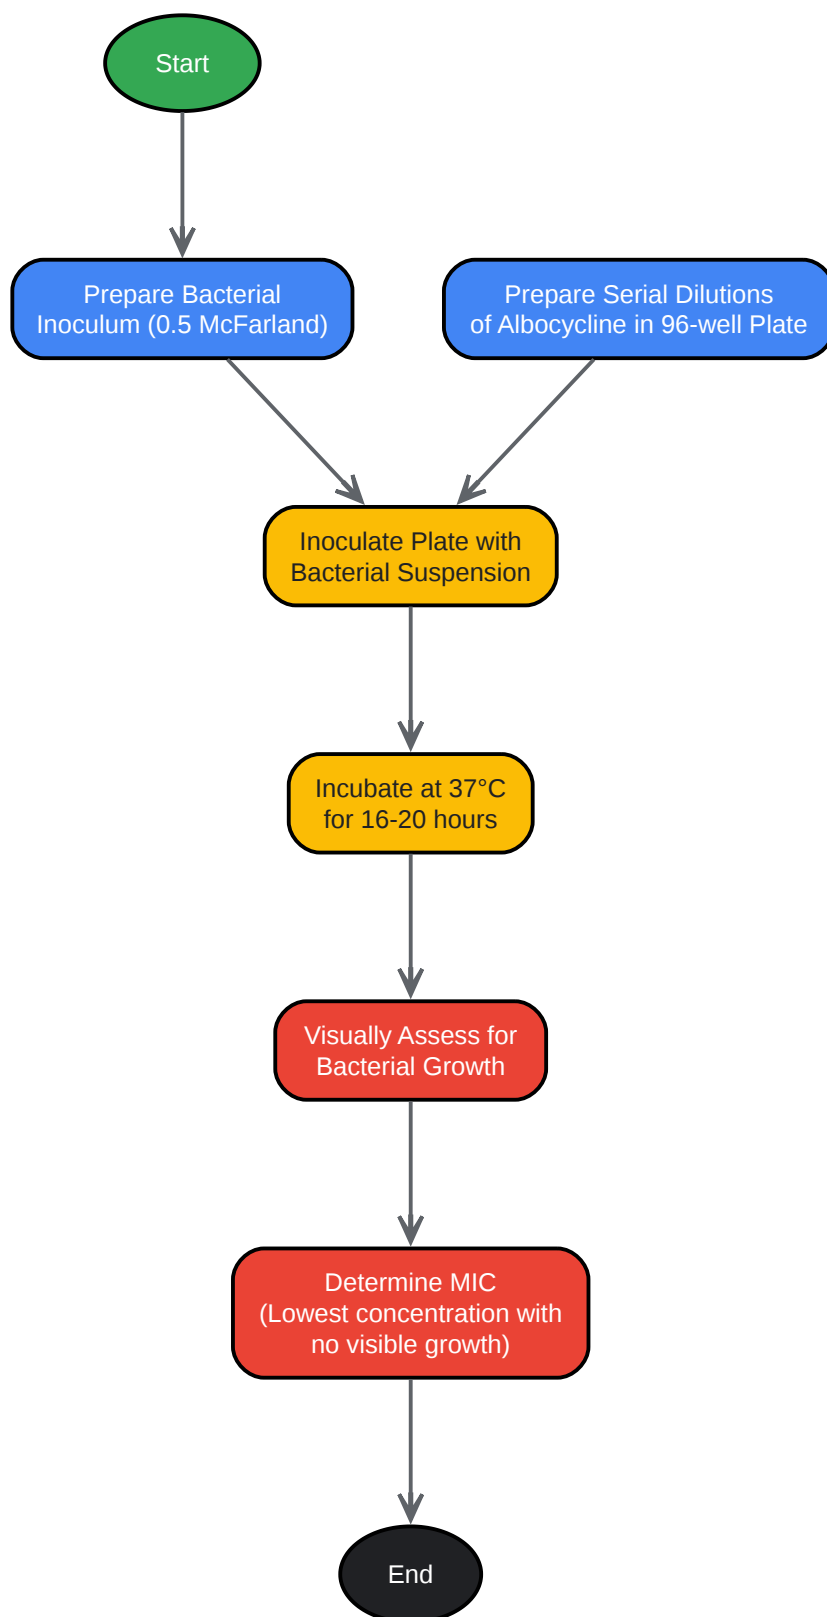 Start
Prepare Bacterial
Inoculum (0.5 McFarland)
Prepare Serial Dilutions
of Albocycline in 96-well Plate
Inoculate Plate with
Bacterial Suspension
Incubate at 37°C
for 16-20 hours
Visually Assess for
Bacterial Growth
Determine MIC
(Lowest concentration with
no visible growth)
End